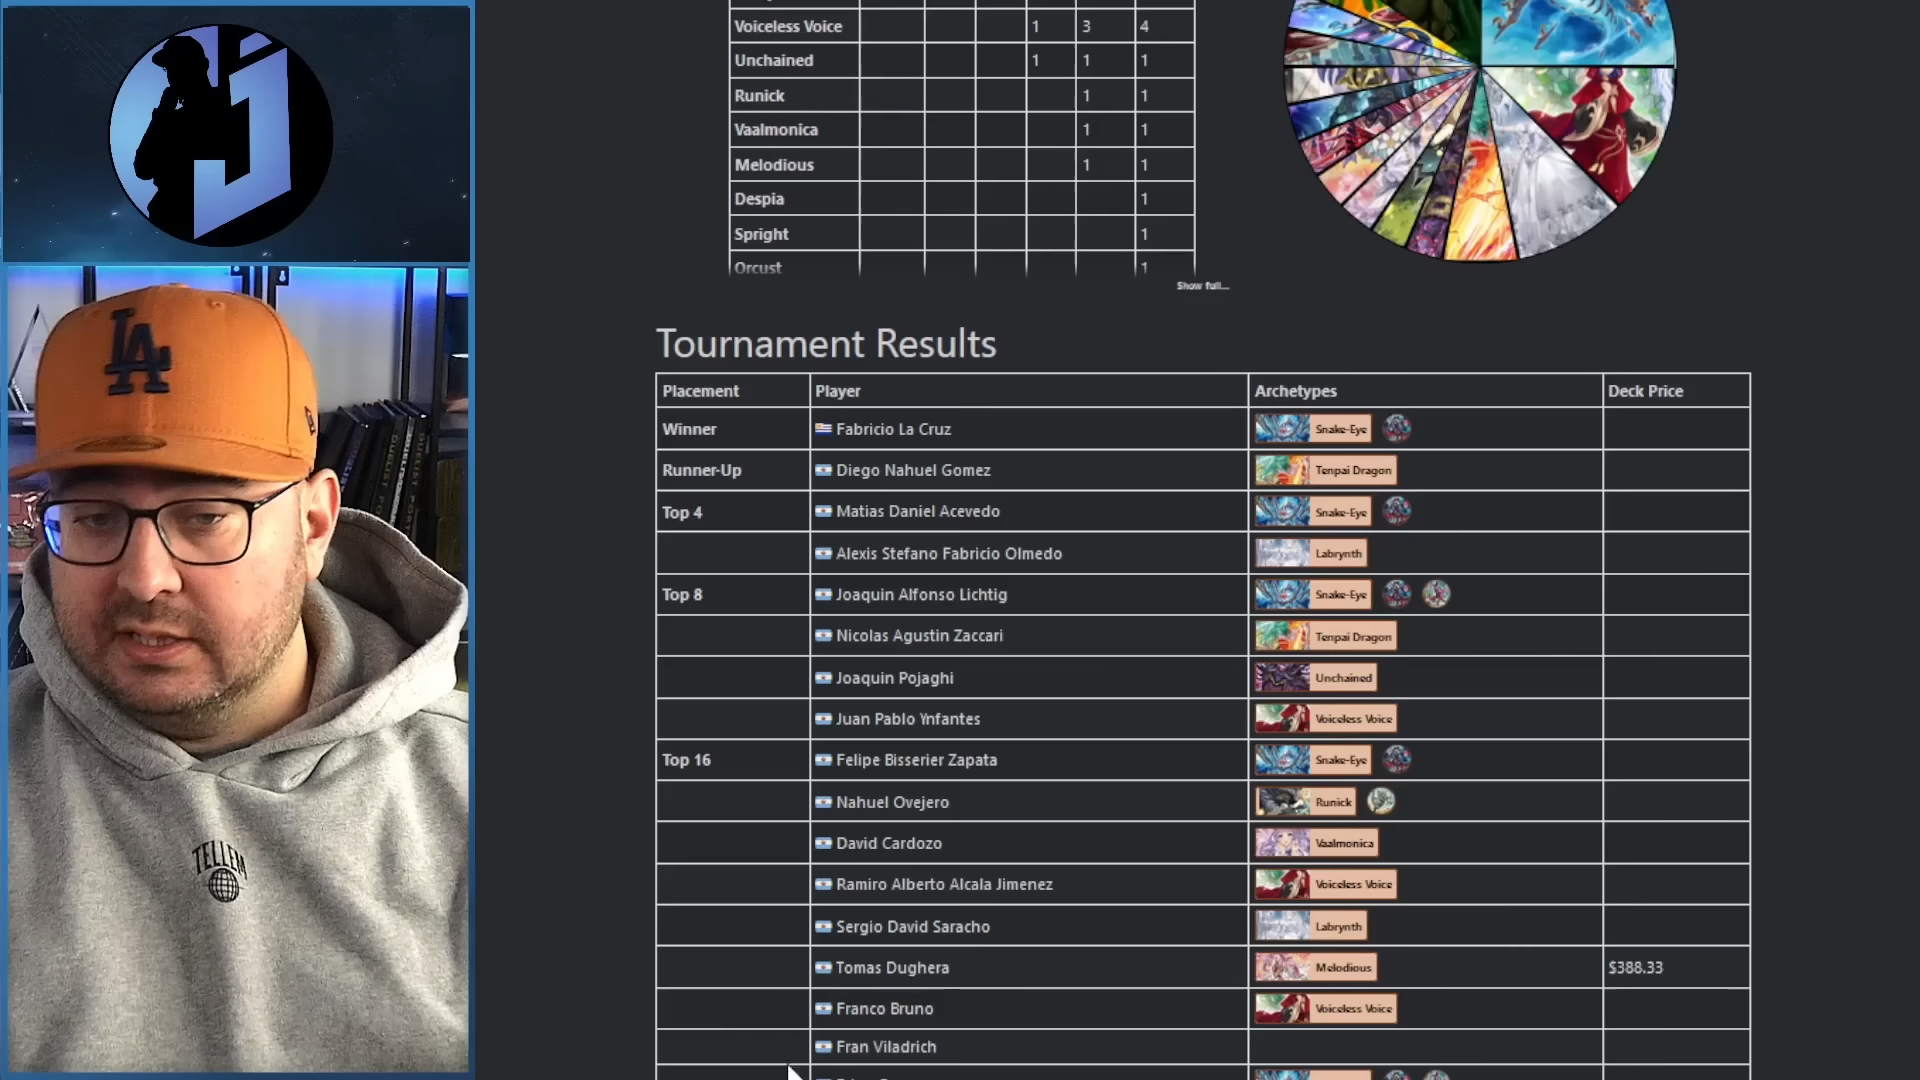 Voiceless Voice 1 3 4
Unchained 1 1 1
Runick 1 1
Vaalmonica 1 1
Melodious 1 1
Despia 1
Spright 1
Orcust 1
Show full...
Tournament Results
Placement Player Archetypes Deck Price
Winner Fabricio La Cruz Snake-Eye
Runner-Up Diego Nahuel Gomez Tenpai Dragon
Top 4 Matias Daniel Acevedo Snake-Eye
Alexis Stefano Fabricio Olmedo Labrynth
Top 8 Joaquin Alfonso Lichtig Snake-Eye
Nicolas Agustin Zaccari Tenpai Dragon
Joaquin Pojaghi Unchained
Juan Pablo Ynfantes Voiceless Voice
Top 16 Felipe Bisserier Zapata Snake-Eye
Nahuel Ovejero Runick
David Cardozo Vaalmonica
Ramiro Alberto Alcala Jimenez Voiceless Voice
Sergio David Saracho Labrynth
Tomas Dughera Melodious $388.33
Franco Bruno Voiceless Voice
Fran Viladrich
LA
TELLEM